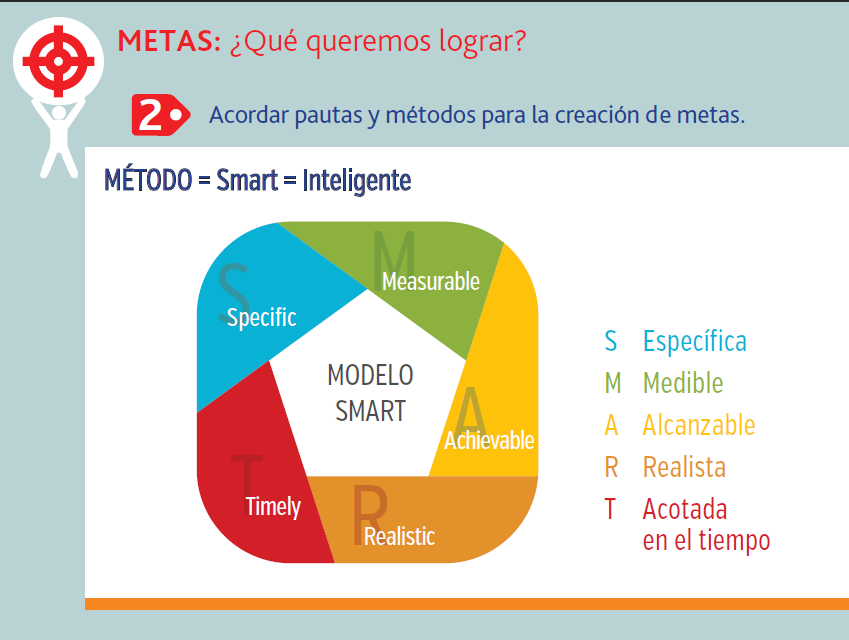 METAS: ¿Qué queremos lograr?
2 Acordar pautas y métodos para la creación de metas.
MÉTODO = Smart = Inteligente
S
Specific
M
Measurable
A
Achievable
R
Realistic
T
Timely
MODELO
SMART
S Específica
M Medible
A Alcanzable
R Realista
T Acotada
en el tiempo